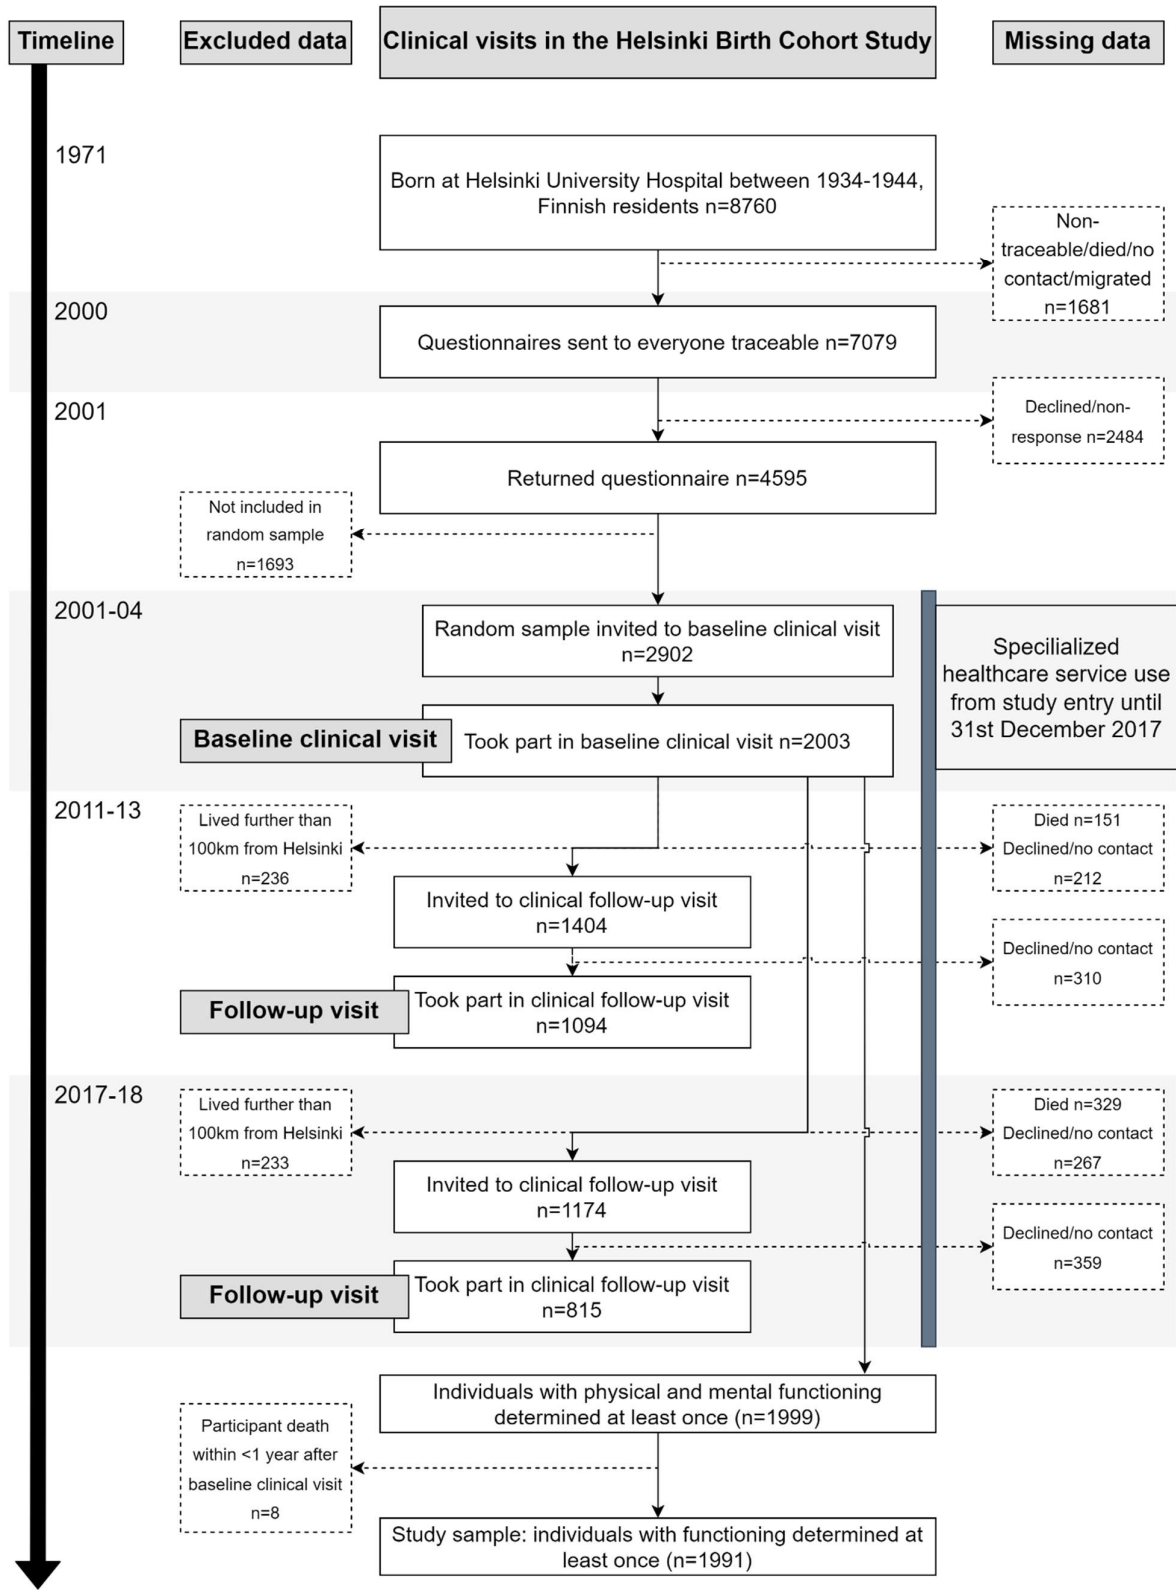 Timeline
Excluded data
Clinical visits in the Helsinki Birth Cohort Study
Missing data
1971
Born at Helsinki University Hospital between 1934-1944,
Finnish residents n=8760
Non-
traceable/died/no
contact/migrated
n=1681
2000
Questionnaires sent to everyone traceable n=7079
2001
Declined/non-
response n=2484
Returned questionnaire n=4595
Not included in
random sample
n=1693
2001-04
Random sample invited to baseline clinical visit
n=2902
Specilialized
healthcare service use
from study entry until
31st December 2017
Baseline clinical visit
Took part in baseline clinical visit n=2003
2011-13
Lived further than
100km from Helsinki
n=236
Died n=151
Declined/no contact
n=212
Invited to clinical follow-up visit
n=1404
Declined/no contact
n=310
Follow-up visit
Took part in clinical follow-up visit
n=1094
2017-18
Lived further than
100km from Helsinki
n=233
Died n=329
Declined/no contact
n=267
Invited to clinical follow-up visit
n=1174
Declined/no contact
n=359
Follow-up visit
Took part in clinical follow-up visit
n=815
Individuals with physical and mental functioning
determined at least once (n=1999)
Participant death
within <1 year after
baseline clinical visit
n=8
Study sample: individuals with functioning determined at
least once (n=1991)